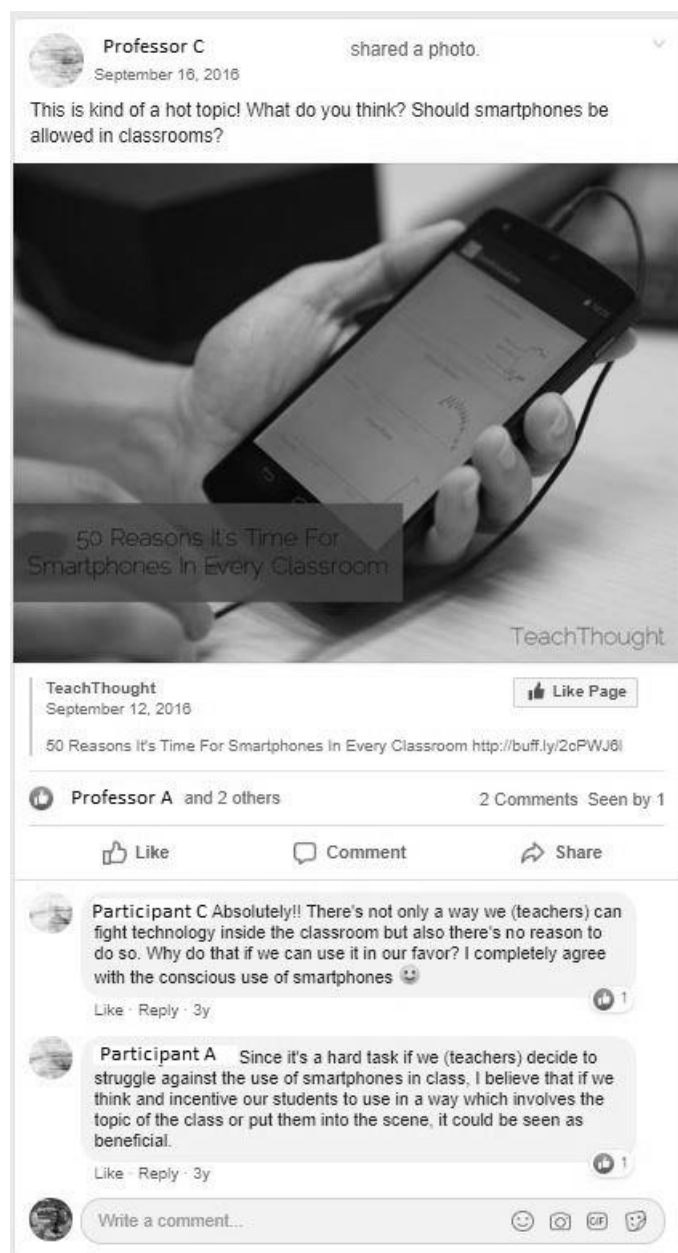 Professor C shared a photo.
September 16, 2016
This is kind of a hot topic! What do you think? Should smartphones be
allowed in classrooms?
50 Reasons It's Time For
Smartphones In Every Classroom
TeachThought
TeachThought
Like Page
September 12, 2016
50 Reasons It's Time For Smartphones In Every Classroom http://buff.ly/2cPWJ6l
Professor A and 2 others
2 Comments Seen by 1
Like Comment Share
Participant C Absolutely!! There's not only a way we (teachers) can
fight technology inside the classroom but also there's no reason to
do so. Why do that if we can use it in our favor? I completely agree
with the conscious use of smartphones
1
Like · Reply · 3y
Participant A Since it's a hard task if we (teachers) decide to
struggle against the use of smartphones in class, I believe that if we
think and incentive our students to use in a way which involves the
topic of the class or put them into the scene, it could be seen as
beneficial.
1
Like · Reply · 3y
Write a comment...
GIF